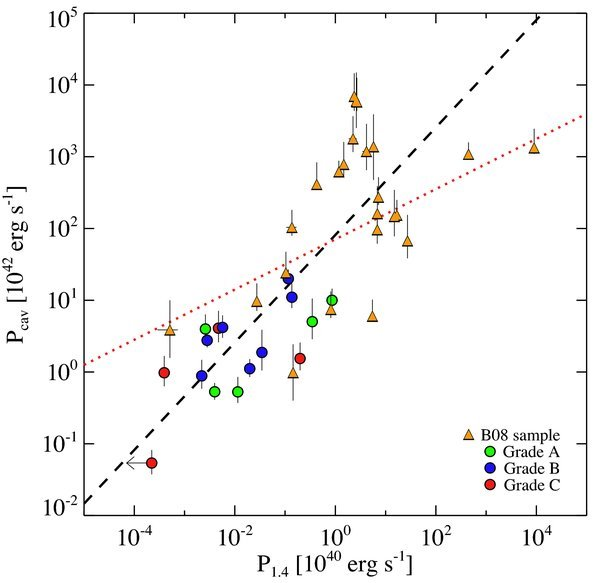 10^5
10^4
10^3
10^2
10^1
10^0
10^-1
10^-2
P_cav [10^42 erg s^-1]
B08 sample
Grade A
Grade B
Grade C
10^-4 10^-2 10^0 10^2 10^4
P_1.4 [10^40 erg s^-1]